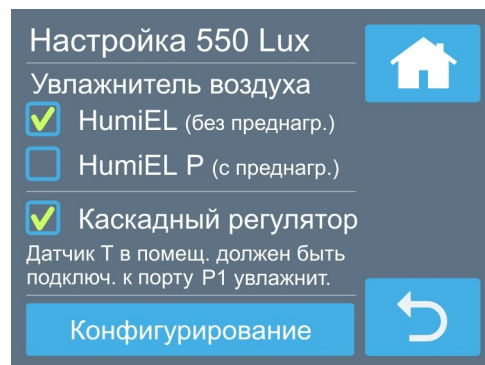 Настройка 550 Lux
Увлажнитель воздуха
HumiEL (без преднагр.)
HumiEL P (с преднагр.)
Каскадный регулятор
Датчик Т в помещ. должен быть
подключ. к порту Р1 увлажнит.
Конфигурирование